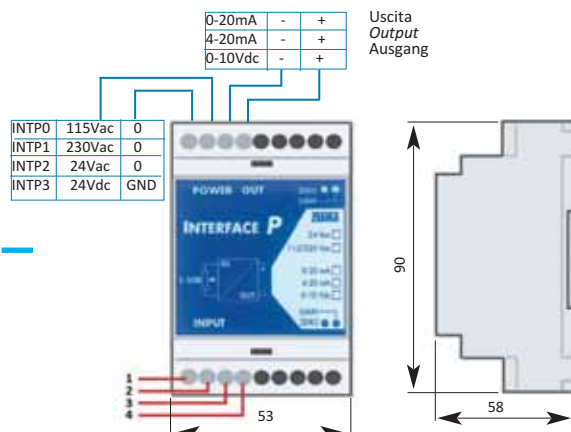 0-20mA - +
4-20mA - +
0-10Vdc - +
Uscita
Output
Ausgang
INTP0 115Vac 0
INTP1 230Vac 0
INTP2 24Vac 0
INTP3 24Vdc GND
POWER OUT
INTERFACE P
0-20 mA
4-20 mA
0-10 Vdc
OUT
INPUT
1
2
3
4
53
90
58